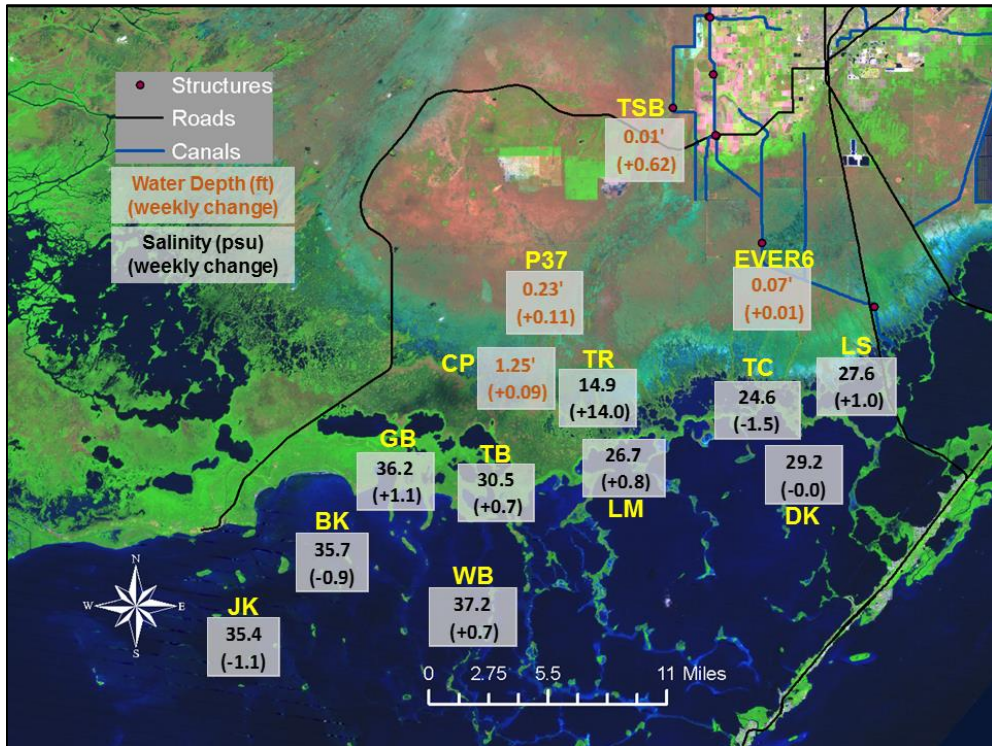 Structures
Roads
Canals
Water Depth (ft)
(weekly change)
Salinity (psu)
(weekly change)
TSB
0.01'
(+0.62)
P37
0.23'
(+0.11)
EVER6
0.07'
(+0.01)
CP
1.25'
(+0.09)
TR
14.9
(+14.0)
TC
24.6
(-1.5)
LS
27.6
(+1.0)
GB
36.2
(+1.1)
TB
30.5
(+0.7)
26.7
(+0.8)
LM
29.2
(-0.0)
DK
BK
35.7
(-0.9)
WB
37.2
(+0.7)
JK
35.4
(-1.1)
N
W E
S
0 2.75 5.5 11 Miles